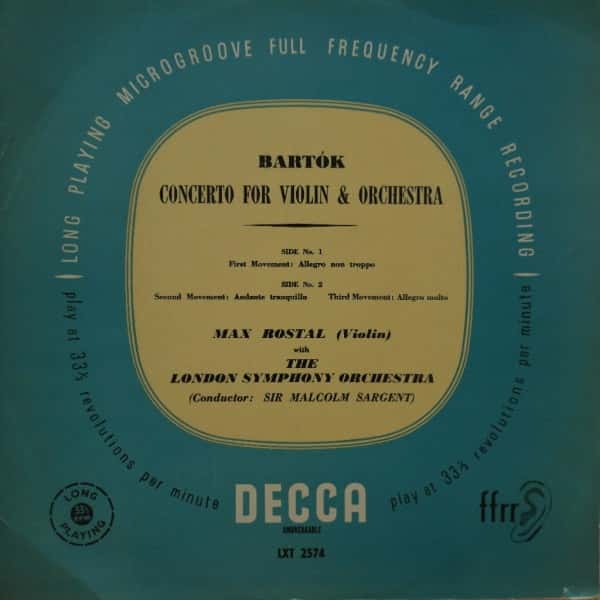 LONG PLAYING MICROGROOVE FULL FREQUENCY RANGE RECORDING
BARTÓK
CONCERTO FOR VIOLIN & ORCHESTRA
SIDE No. 1
First Movement: Allegro non troppo
SIDE No. 2
Second Movement: Andante tranquillo Third Movement: Allegro molto
MAX ROSTAL (Violin)
with
THE
LONDON SYMPHONY ORCHESTRA
(Conductor: SIR MALCOLM SARGENT)
play at 33⅓ revolutions per minute
play at 33⅓ revolutions per minute
LONG
33⅓
PLAYING
DECCA
UNBREAKABLE
LXT 2574
ffrr